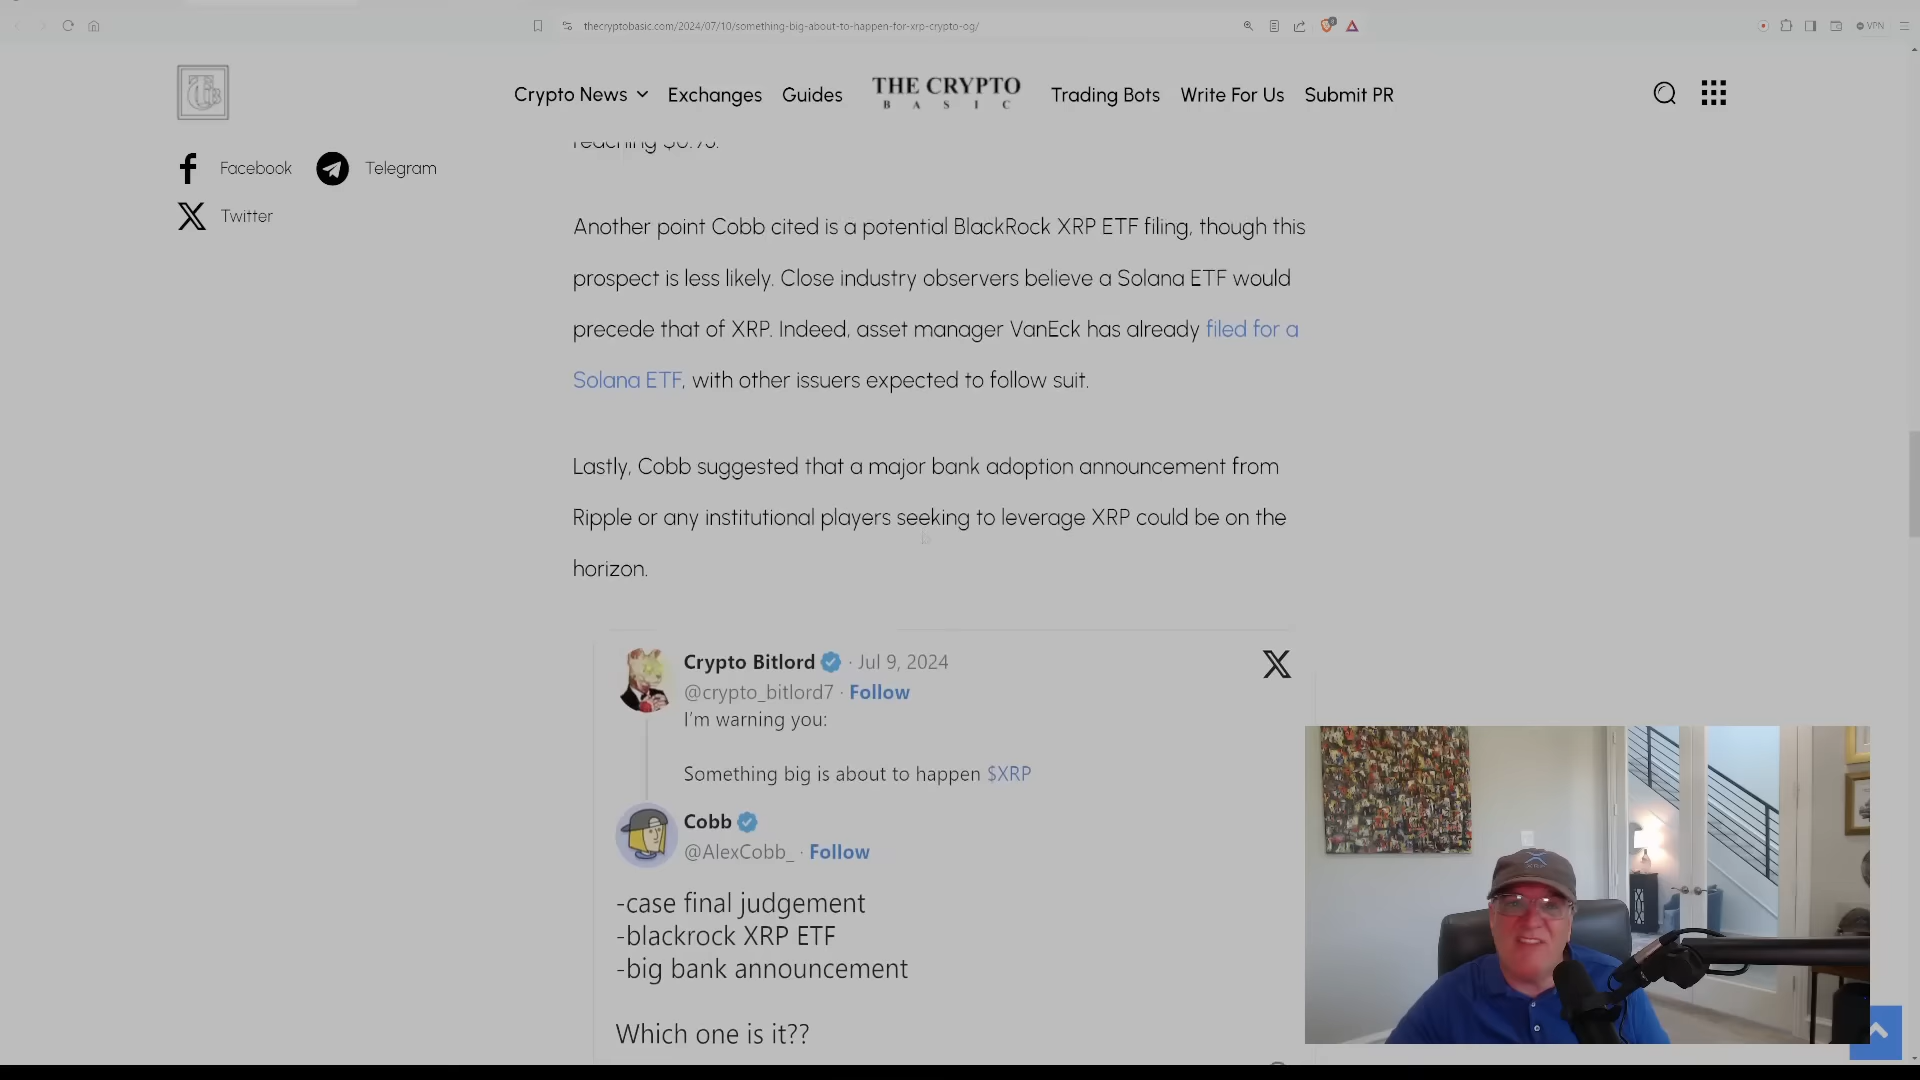 thecryptobasic.com/2024/07/10/something-big-about-to-happen-for-xrp-crypto-og/
VPN
Crypto News
Exchanges
Guides
THE CRYPTO
BASIC
Trading Bots
Write For Us
Submit PR
Facebook
Telegram
Twitter
reaching $0.93.
Another point Cobb cited is a potential BlackRock XRP ETF filing, though this
prospect is less likely. Close industry observers believe a Solana ETF would
precede that of XRP. Indeed, asset manager VanEck has already filed for a
Solana ETF, with other issuers expected to follow suit.
Lastly, Cobb suggested that a major bank adoption announcement from
Ripple or any institutional players seeking to leverage XRP could be on the
horizon.
Crypto Bitlord · Jul 9, 2024
@crypto_bitlord7 · Follow
I'm warning you:
Something big is about to happen $XRP
Cobb
@AlexCobb_ · Follow
-case final judgement
-blackrock XRP ETF
-big bank announcement
Which one is it??